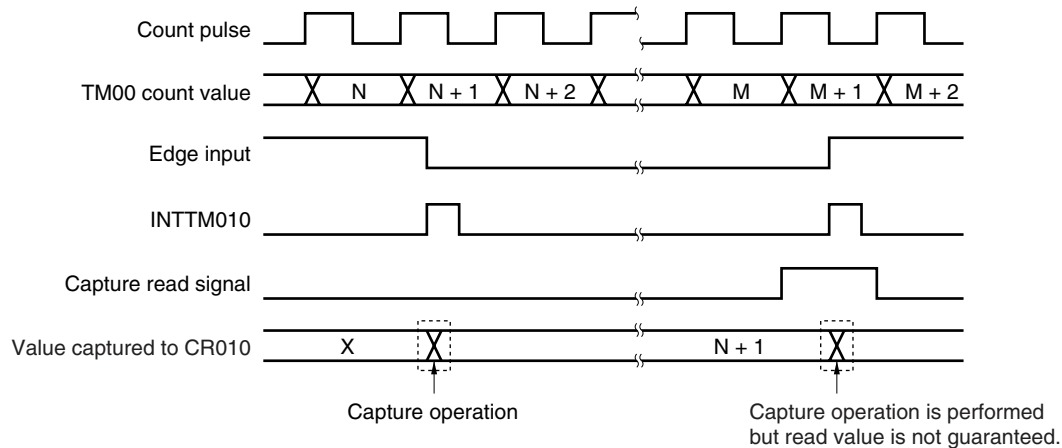 Count pulse
TM00 count value
N N + 1 N + 2 M M + 1 M + 2
Edge input
INTTM010
Capture read signal
Value captured to CR010
X N + 1
Capture operation
Capture operation is performed
but read value is not guaranteed.